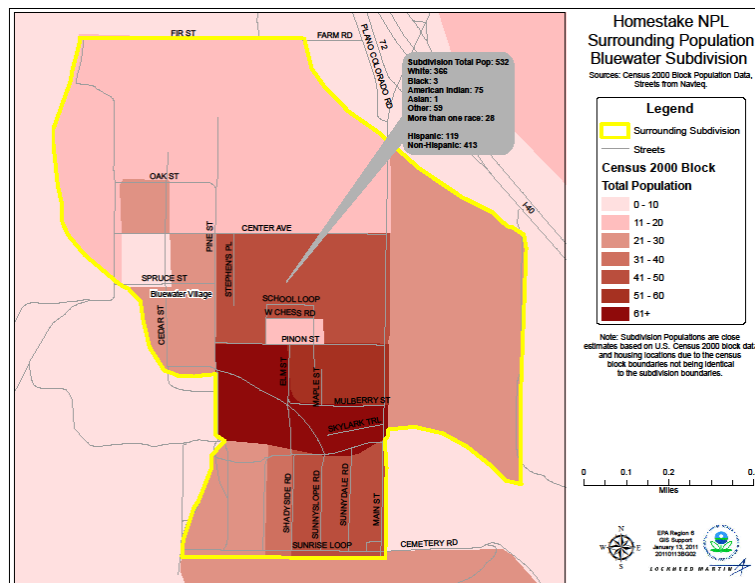 Homestake NPL
Surrounding Population
Bluewater Subdivision
Sources: Census 2000 Block Population Data,
Streets from Navteq.
Legend
Surrounding Subdivision
Streets
Census 2000 Block
Total Population
0 - 10
11 - 20
21 - 30
31 - 40
41 - 50
51 - 60
61+
Note: Subdivision Populations are close
estimates based on U.S. Census 2000 block data
and housing locations due to the census
block boundaries not being identical
to the subdivision boundaries.
0 0.1 0.2 0.
Miles
N
W E
S
EPA Region 6
GIS Support
January 13, 2011
20110113BG02
LOCKHEED MARTIN
FIR ST
FARM RD
72
PLANO COLORADO RD
Subdivision Total Pop: 532
White: 366
Black: 3
American Indian: 75
Asian: 1
Other: 59
More than one race: 28
Hispanic: 119
Non-Hispanic: 413
I-40
OAK ST
PINE ST
CENTER AVE
STEPHEN'S PL
SPRUCE ST
Bluewater Village
CEDAR ST
SCHOOL LOOP
W CHESS RD
PINON ST
ELM ST
MAPLE ST
MULBERRY ST
SKYLARK TRL
SHADYSIDE RD
SUNNYSLOPE RD
SUNNYDALE RD
MAIN ST
SUNRISE LOOP
CEMETERY RD